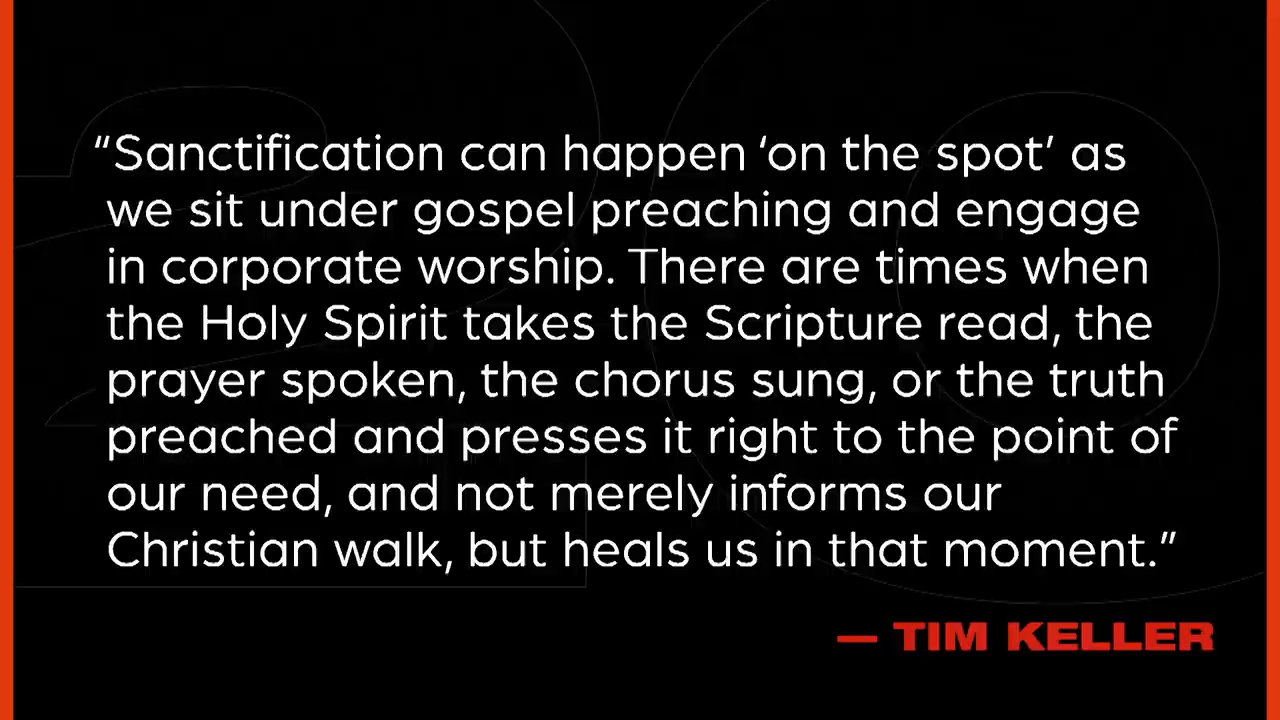 “Sanctification can happen ‘on the spot’ as
we sit under gospel preaching and engage
in corporate worship. There are times when
the Holy Spirit takes the Scripture read, the
prayer spoken, the chorus sung, or the truth
preached and presses it right to the point of
our need, and not merely informs our
Christian walk, but heals us in that moment.”
— TIM KELLER